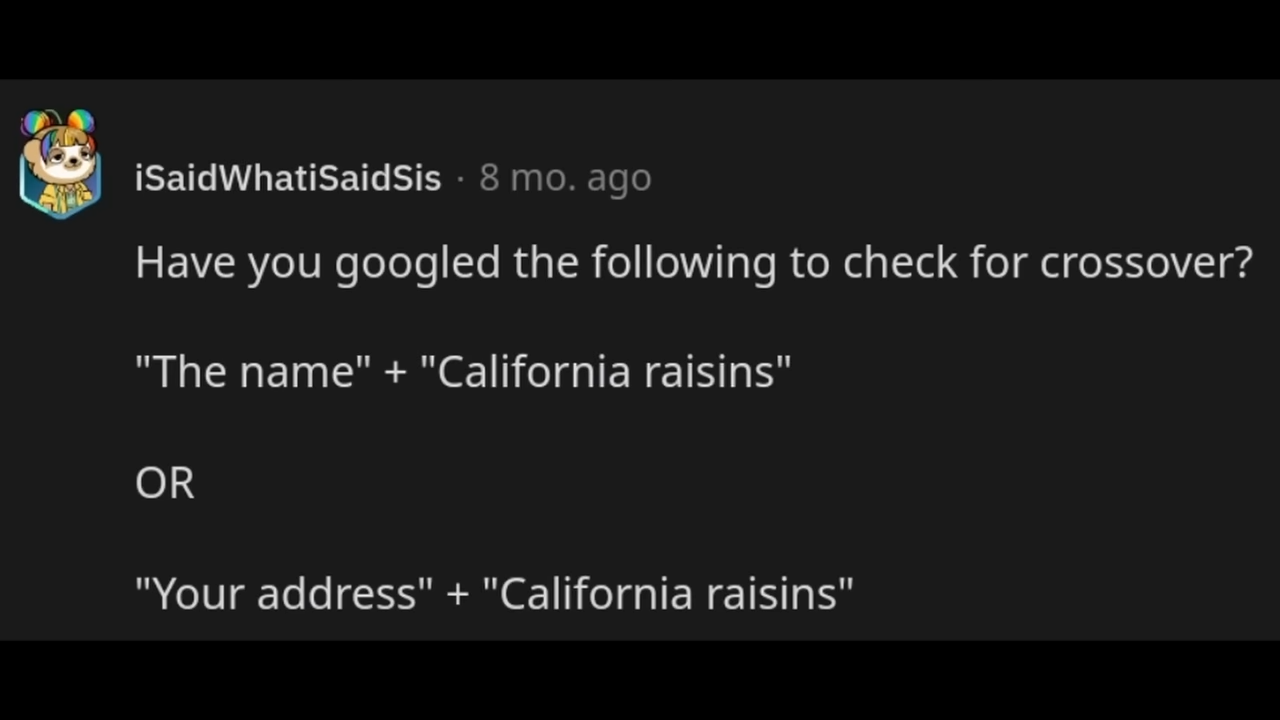 iSaidWhatiSaidSis · 8 mo. ago
Have you googled the following to check for crossover?
"The name" + "California raisins"
OR
"Your address" + "California raisins"